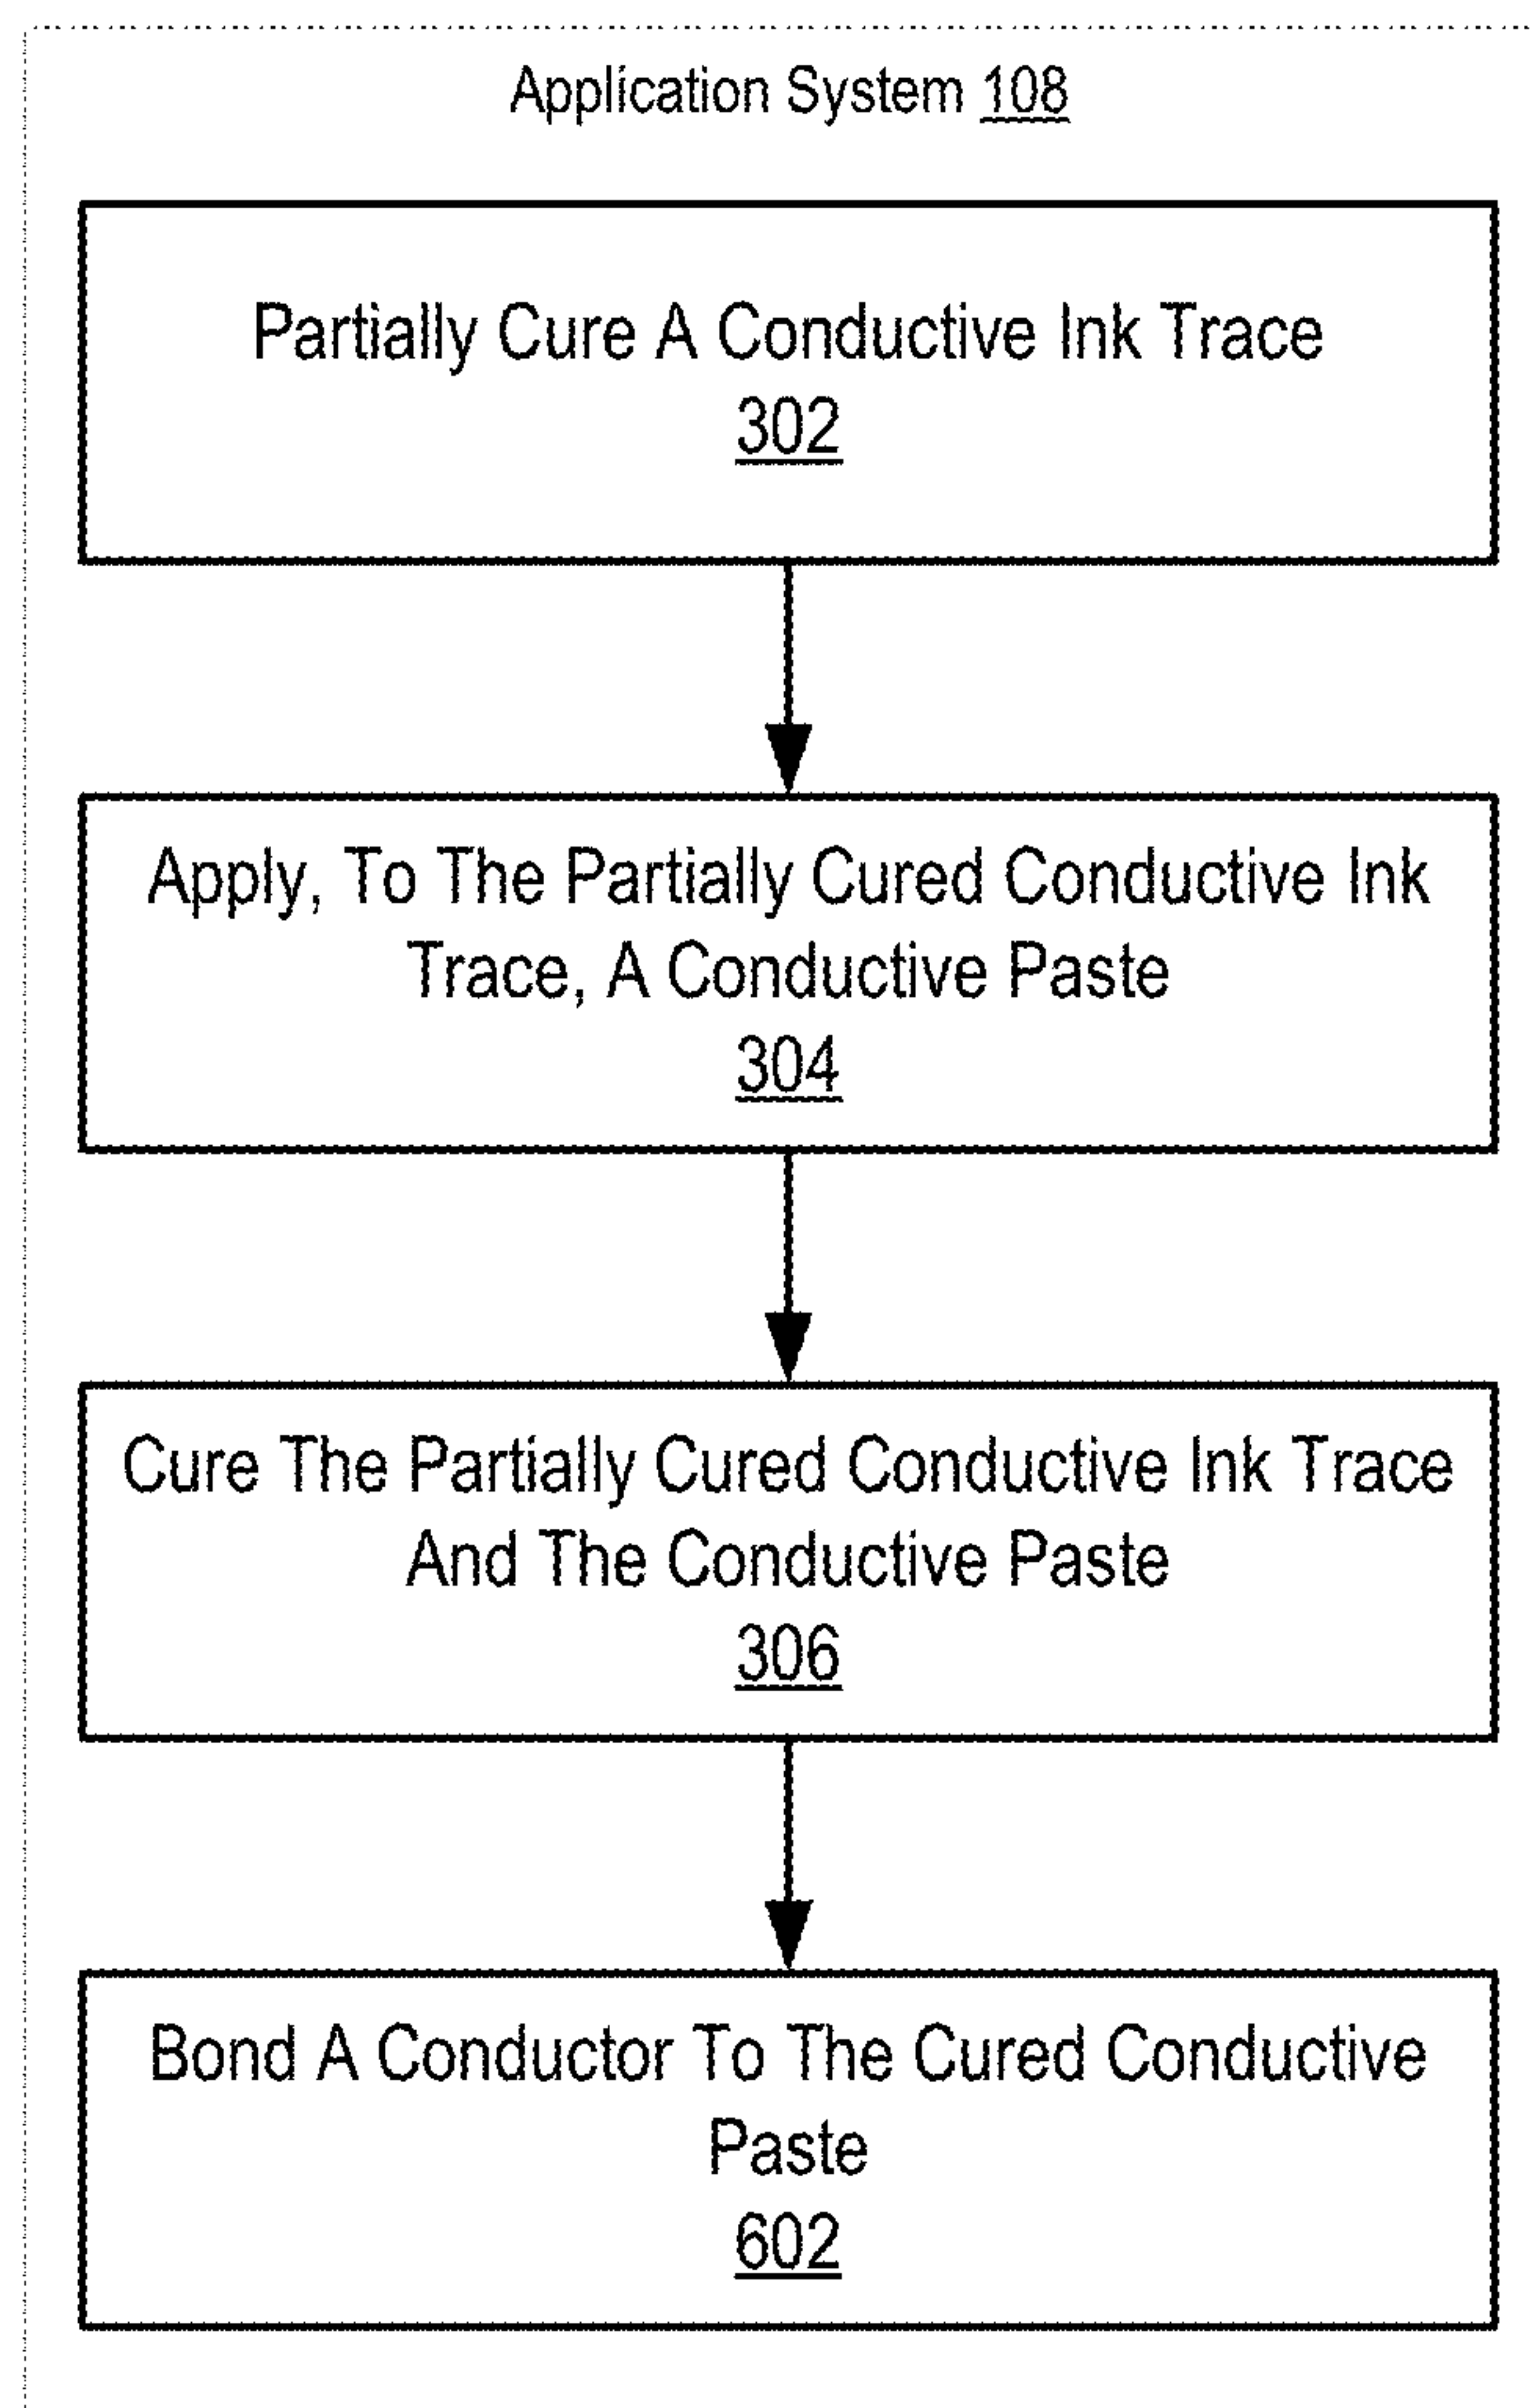 Application System 108
Partially Cure A Conductive Ink Trace
302
Apply, To The Partially Cured Conductive Ink
Trace, A Conductive Paste
304
Cure The Partially Cured Conductive Ink Trace
And The Conductive Paste
306
Bond A Conductor To The Cured Conductive
Paste
602